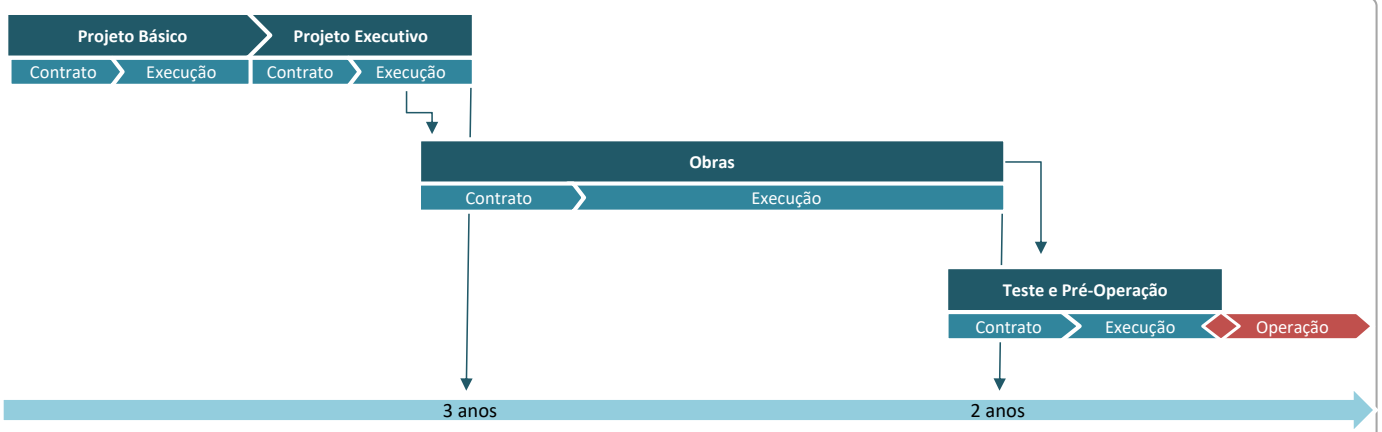 Projeto Básico
Projeto Executivo
Contrato
Execução
Contrato
Execução
Obras
Contrato
Execução
Teste e Pré-Operação
Contrato
Execução
Operação
3 anos
2 anos